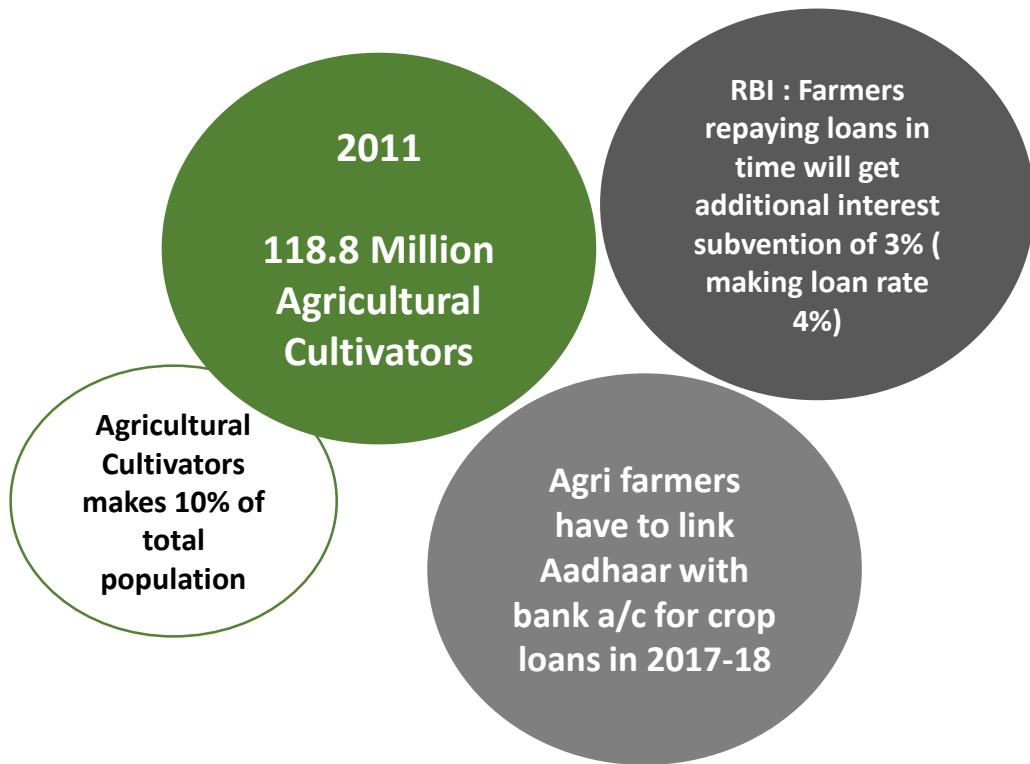 2011
118.8 Million
Agricultural
Cultivators
RBI : Farmers
repaying loans in
time will get
additional interest
subvention of 3% (
making loan rate
4%)
Agricultural
Cultivators
makes 10% of
total
population
Agri farmers
have to link
Aadhaar with
bank a/c for crop
loans in 2017-18